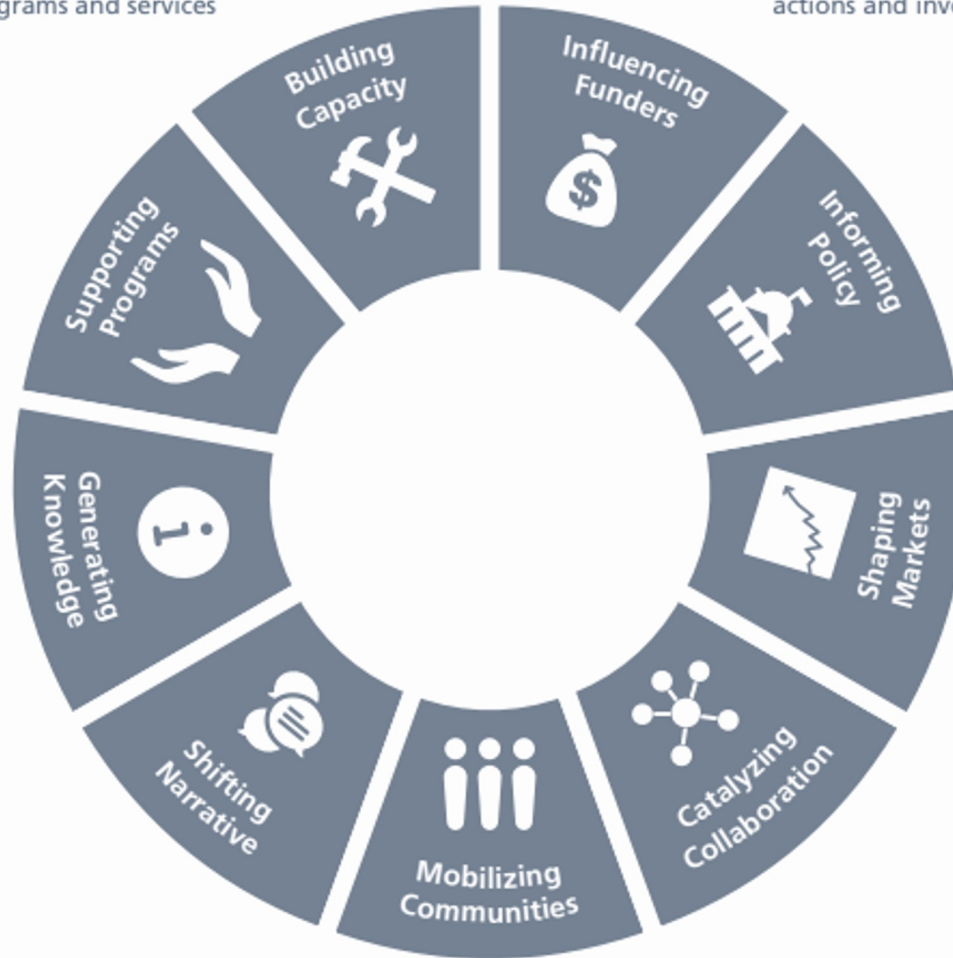 grams and services
actions and inv
Building
Capacity
Influencing
Funders
$
Informing
Policy
Shaping
Markets
Catalyzing
Collaboration
Mobilizing
Communities
Shifting
Narrative
Generating
Knowledge
i
Supporting
Programs